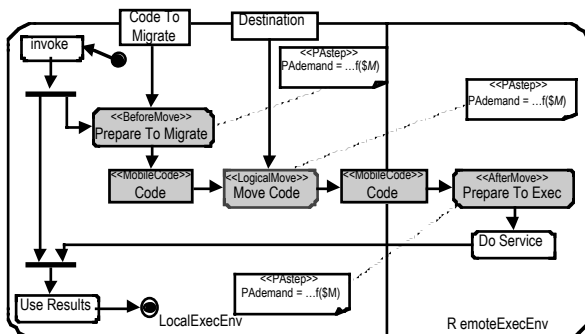 Code To
Migrate
Destination
invoke
<<PAstep>>
PAdemand = ...f($M)
<<PAstep>>
PAdemand = ...f($M)
<<BeforeMove>>
Prepare To Migrate
<<MobileCode>>
Code
<<LogicalMove>>
Move Code
<<MobileCode>>
Code
<<AfterMove>>
Prepare To Exec
Do Service
<<PAstep>>
PAdemand = ...f($M)
Use Results
LocalExecEnv
R emoteExecEnv